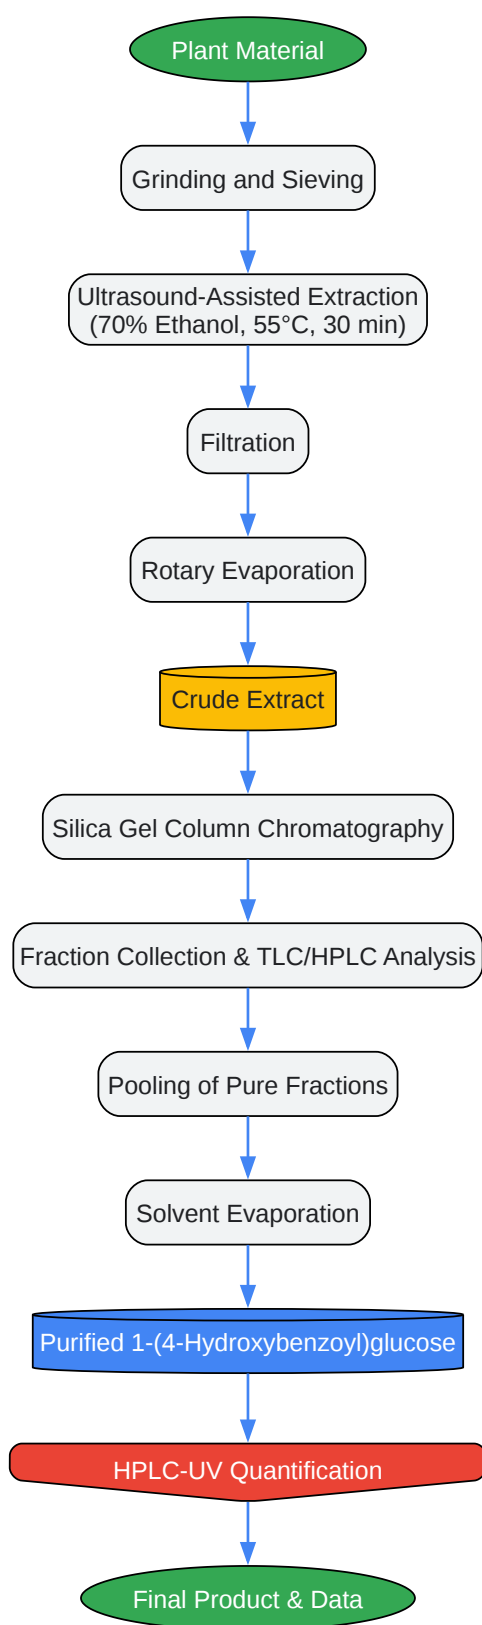 Plant Material
Grinding and Sieving
Ultrasound-Assisted Extraction
(70% Ethanol, 55°C, 30 min)
Filtration
Rotary Evaporation
Crude Extract
Silica Gel Column Chromatography
Fraction Collection & TLC/HPLC Analysis
Pooling of Pure Fractions
Solvent Evaporation
Purified 1-(4-Hydroxybenzoyl)glucose
HPLC-UV Quantification
Final Product & Data